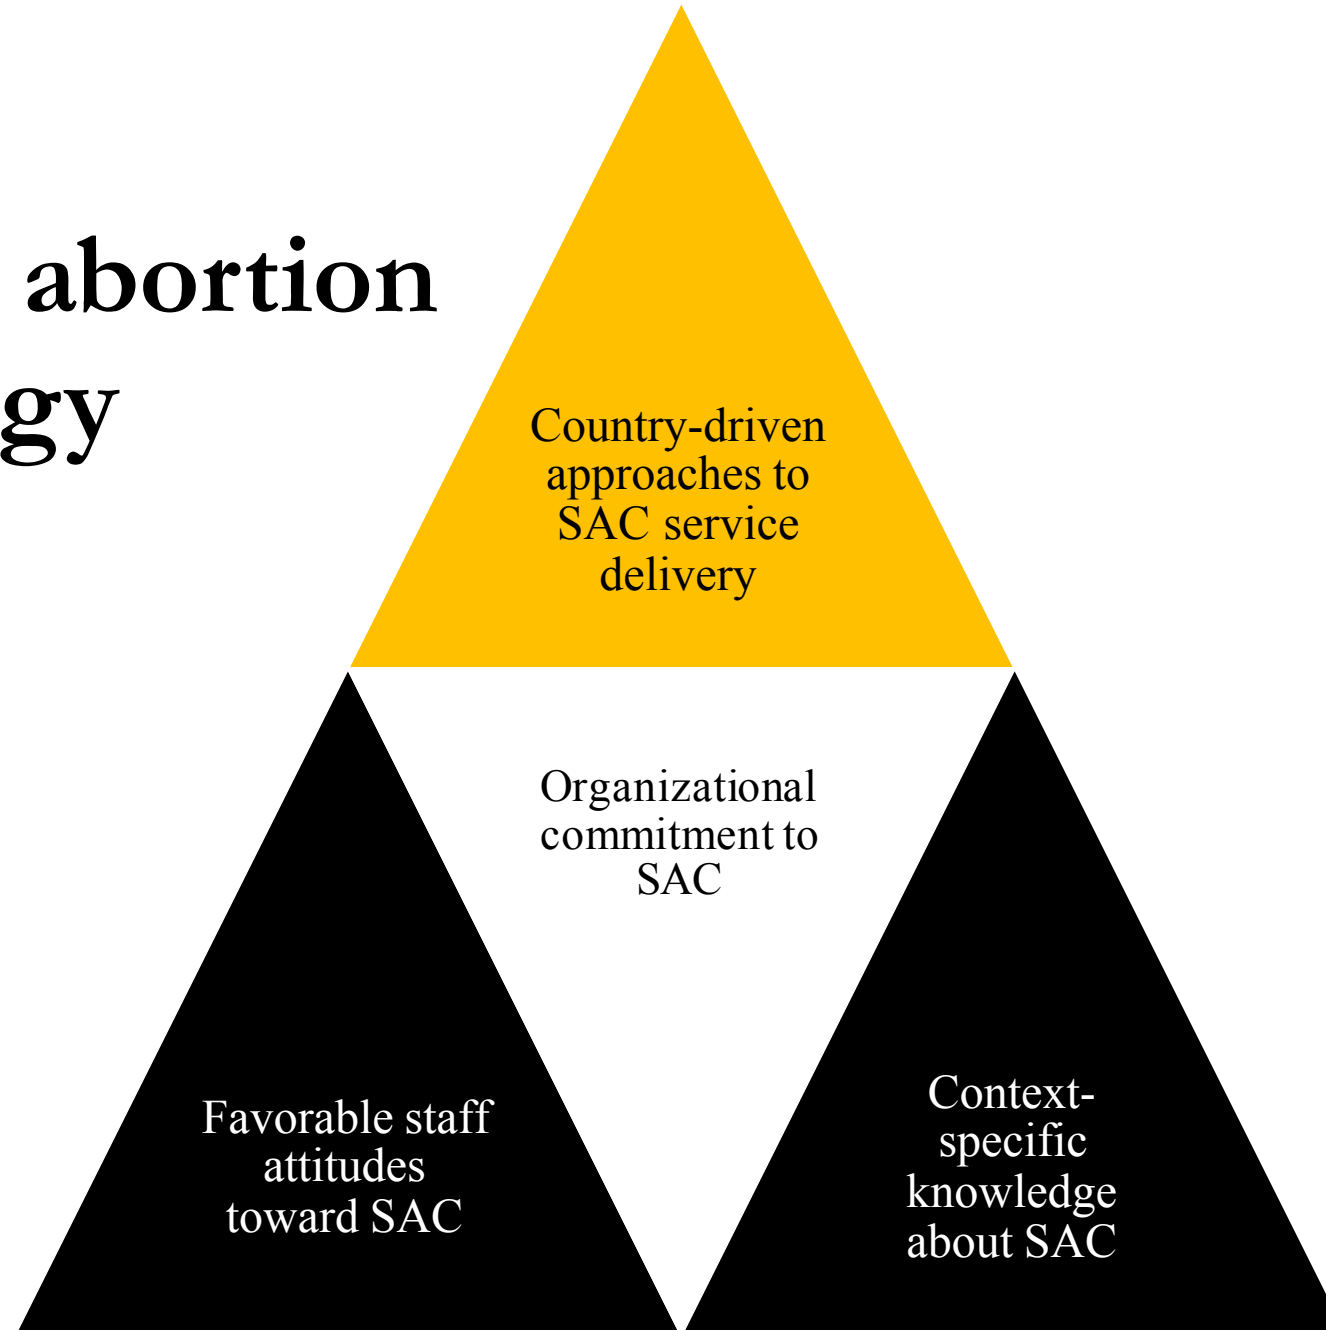 abortion
gy
Country-driven
approaches to
SAC service
delivery
Organizational
commitment to
SAC
Favorable staff
attitudes
toward SAC
Context-
specific
knowledge
about SAC